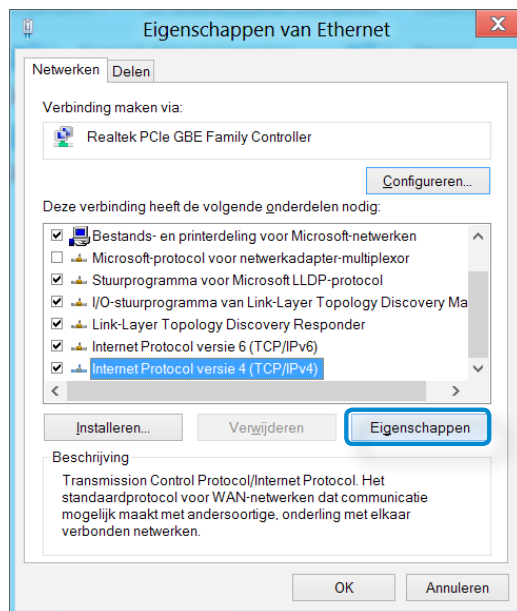 Eigenschappen van Ethernet
Netwerken Delen
Verbinding maken via:
Realtek PCIe GBE Family Controller
Configureren...
Deze verbinding heeft de volgende onderdelen nodig:
Bestands- en printerdeling voor Microsoft-netwerken
Microsoft-protocol voor netwerkadapter-multiplexor
Stuurprogramma voor Microsoft LLDP-protocol
I/O-stuurprogramma van Link-Layer Topology Discovery Ma
Link-Layer Topology Discovery Responder
Internet Protocol versie 6 (TCP/IPv6)
Internet Protocol versie 4 (TCP/IPv4)
Installeren... Verwijderen Eigenschappen
Beschrijving
Transmission Control Protocol/Internet Protocol. Het
standaardprotocol voor WAN-netwerken dat communicatie
mogelijk maakt met andersoortige, onderling met elkaar
verbonden netwerken.
OK Annuleren